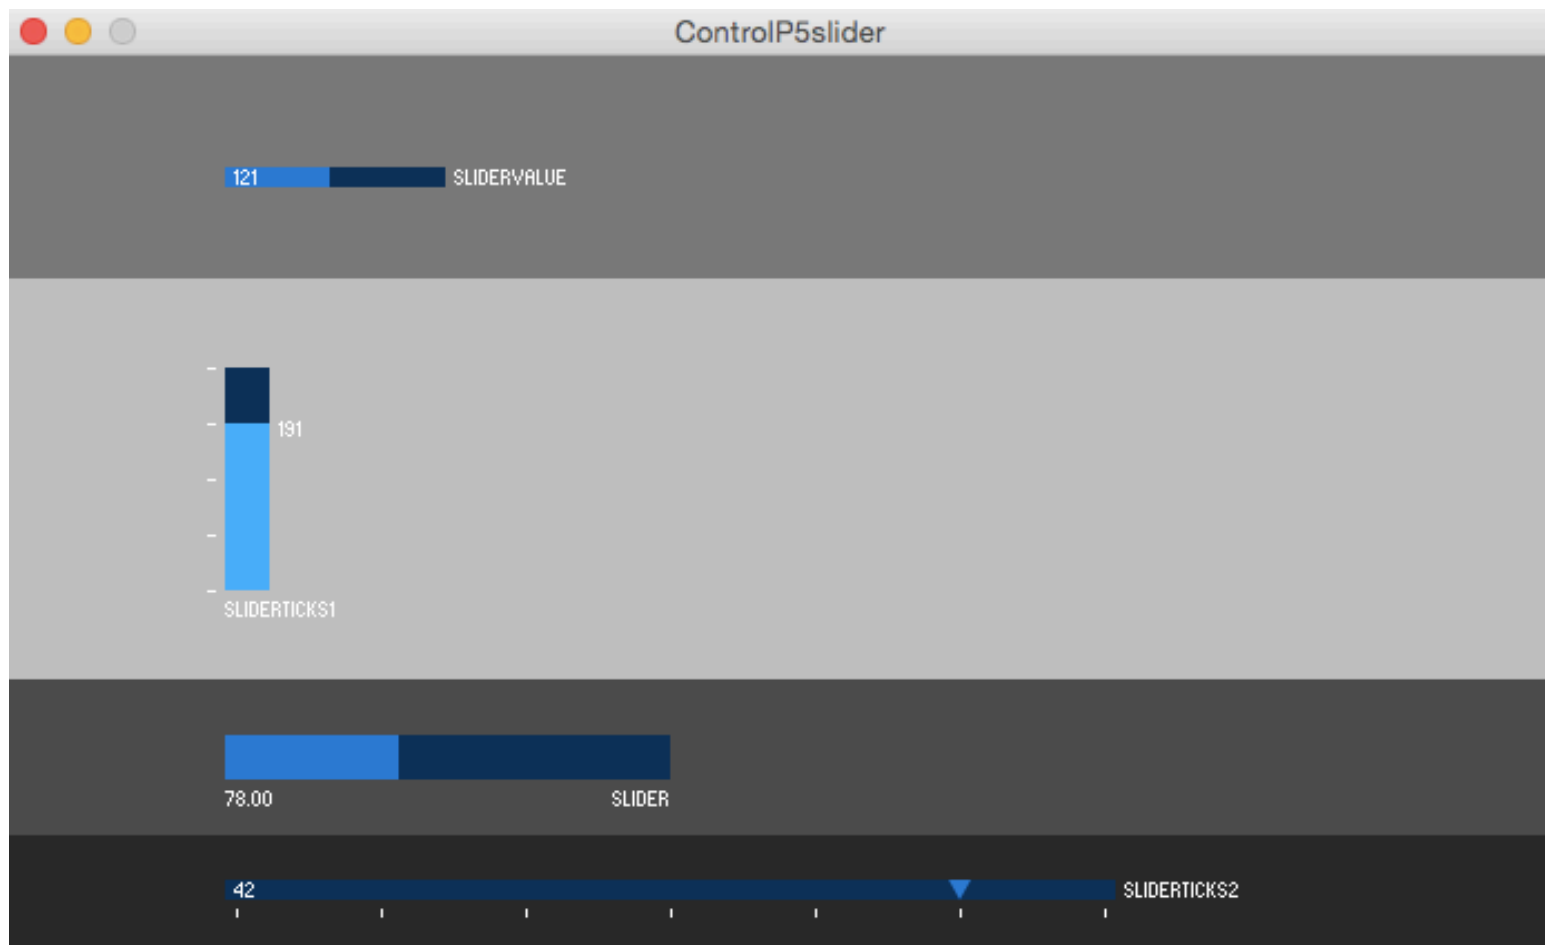 ControlP5slider
121 SLIDERVALUE
191
SLIDERTICKS1
78.00 SLIDER
42 SLIDERTICKS2